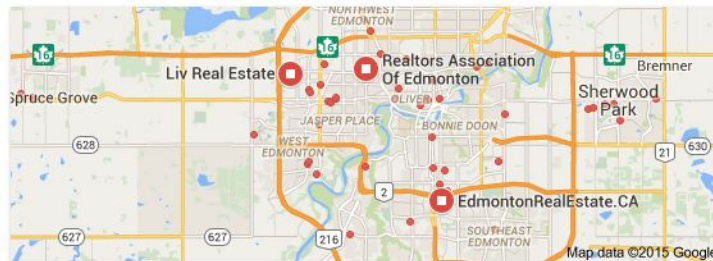 NORTHWEST
EDMONTON
16
16
16
Liv Real Estate
Realtors Association
Of Edmonton
Bremner
Spruce Grove
OLIVER
Sherwood
Park
JASPER PLACE
BONNIE DOON
628
WEST
EDMONTON
21
630
2
EdmontonRealEstate.CA
627
627
216
SOUTHEAST
EDMONTON
Map data ©2015 Google